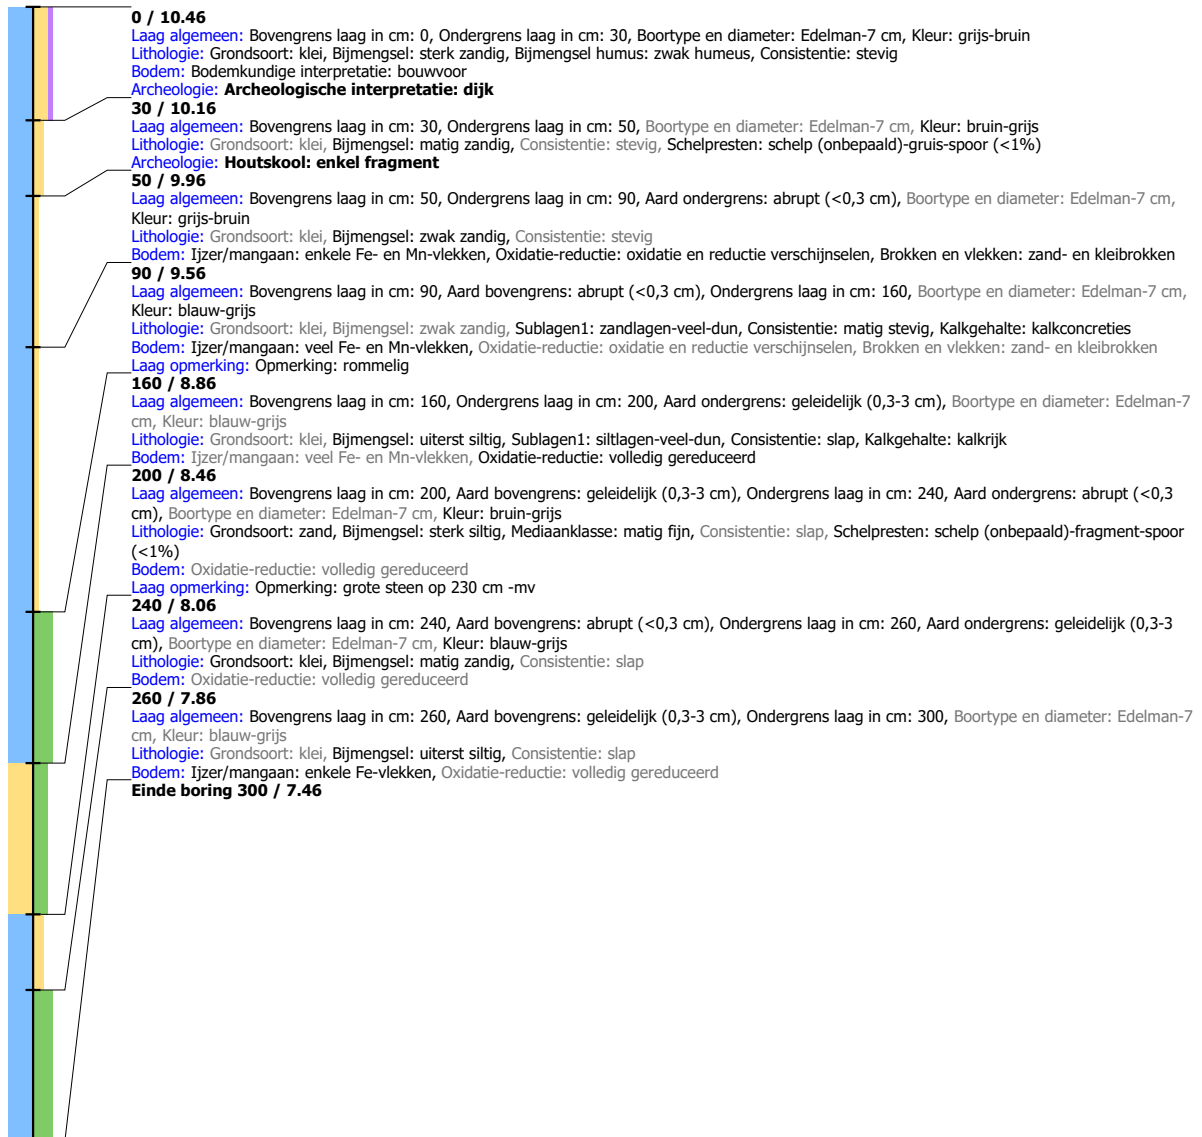 0 / 10.46
Laag algemeen: Bovengrens laag in cm: 0, Ondergrens laag in cm: 30, Boortype en diameter: Edelman-7 cm, Kleur: grijs-bruin
Lithologie: Grondsoort: klei, Bijmengsel: sterk zandig, Bijmengsel humus: zwak humeus, Consistentie: stevig
Bodem: Bodemkundige interpretatie: bouwvoor
Archeologie: Archeologische interpretatie: dijk
30 / 10.16
Laag algemeen: Bovengrens laag in cm: 30, Ondergrens laag in cm: 50, Boortype en diameter: Edelman-7 cm, Kleur: bruin-grijs
Lithologie: Grondsoort: klei, Bijmengsel: matig zandig, Consistentie: stevig, Schelpresten: schelp (onbepaald)-gruis-spoor (<1%)
Archeologie: Houtskool: enkel fragment
50 / 9.96
Laag algemeen: Bovengrens laag in cm: 50, Ondergrens laag in cm: 90, Aard ondergrens: abrupt (<0,3 cm), Boortype en diameter: Edelman-7 cm,
Kleur: grijs-bruin
Lithologie: Grondsoort: klei, Bijmengsel: zwak zandig, Consistentie: stevig
Bodem: Ijzer/mangaan: enkele Fe- en Mn-vlekken, Oxidatie-reductie: oxidatie en reductie verschijnselen, Brokken en vlekken: zand- en kleibrokken
90 / 9.56
Laag algemeen: Bovengrens laag in cm: 90, Aard bovengrens: abrupt (<0,3 cm), Ondergrens laag in cm: 160, Boortype en diameter: Edelman-7 cm,
Kleur: blauw-grijs
Lithologie: Grondsoort: klei, Bijmengsel: zwak zandig, Sublagen1: zandlagen-veel-dun, Consistentie: matig stevig, Kalkgehalte: kalkconcreties
Bodem: Ijzer/mangaan: veel Fe- en Mn-vlekken, Oxidatie-reductie: oxidatie en reductie verschijnselen, Brokken en vlekken: zand- en kleibrokken
Laag opmerking: Opmerking: rommelig
160 / 8.86
Laag algemeen: Bovengrens laag in cm: 160, Ondergrens laag in cm: 200, Aard ondergrens: geleidelijk (0,3-3 cm), Boortype en diameter: Edelman-7
cm, Kleur: blauw-grijs
Lithologie: Grondsoort: klei, Bijmengsel: uiterst siltig, Sublagen1: siltlagen-veel-dun, Consistentie: slap, Kalkgehalte: kalkrijk
Bodem: Ijzer/mangaan: veel Fe- en Mn-vlekken, Oxidatie-reductie: volledig gereduceerd
200 / 8.46
Laag algemeen: Bovengrens laag in cm: 200, Aard bovengrens: geleidelijk (0,3-3 cm), Ondergrens laag in cm: 240, Aard ondergrens: abrupt (<0,3
cm), Boortype en diameter: Edelman-7 cm, Kleur: bruin-grijs
Lithologie: Grondsoort: zand, Bijmengsel: sterk siltig, Mediaanklasse: matig fijn, Consistentie: slap, Schelpresten: schelp (onbepaald)-fragment-spoor
(<1%)
Bodem: Oxidatie-reductie: volledig gereduceerd
Laag opmerking: Opmerking: grote steen op 230 cm -mv
240 / 8.06
Laag algemeen: Bovengrens laag in cm: 240, Aard bovengrens: abrupt (<0,3 cm), Ondergrens laag in cm: 260, Aard ondergrens: geleidelijk (0,3-3
cm), Boortype en diameter: Edelman-7 cm, Kleur: blauw-grijs
Lithologie: Grondsoort: klei, Bijmengsel: matig zandig, Consistentie: slap
Bodem: Oxidatie-reductie: volledig gereduceerd
260 / 7.86
Laag algemeen: Bovengrens laag in cm: 260, Aard bovengrens: geleidelijk (0,3-3 cm), Ondergrens laag in cm: 300, Boortype en diameter: Edelman-7
cm, Kleur: blauw-grijs
Lithologie: Grondsoort: klei, Bijmengsel: uiterst siltig, Consistentie: slap
Bodem: Ijzer/mangaan: enkele Fe-vlekken, Oxidatie-reductie: volledig gereduceerd
Einde boring 300 / 7.46